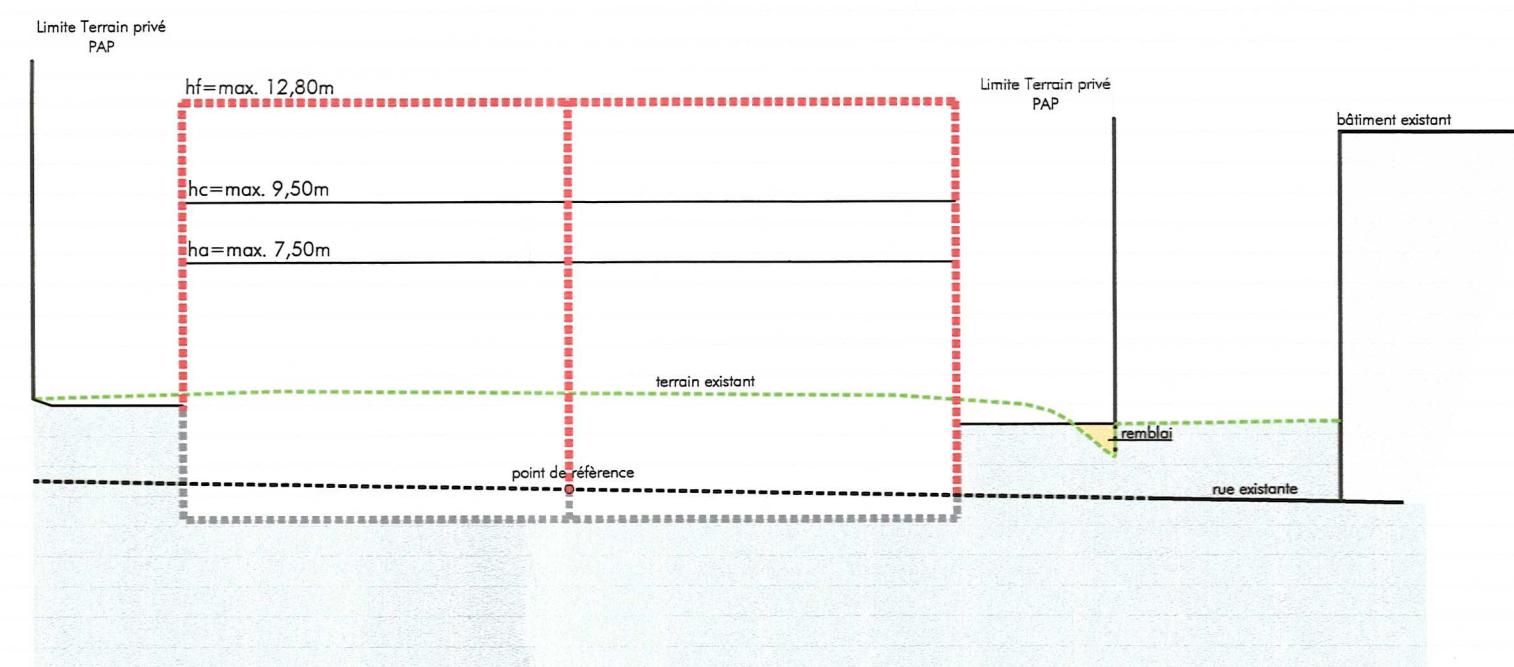 Limite Terrain privé
PAP
hf=max. 12,80m
Limite Terrain privé
PAP
bâtiment existant
hc=max. 9,50m
ha=max. 7,50m
terrain existant
remblai
point de réfèrence
rue existante